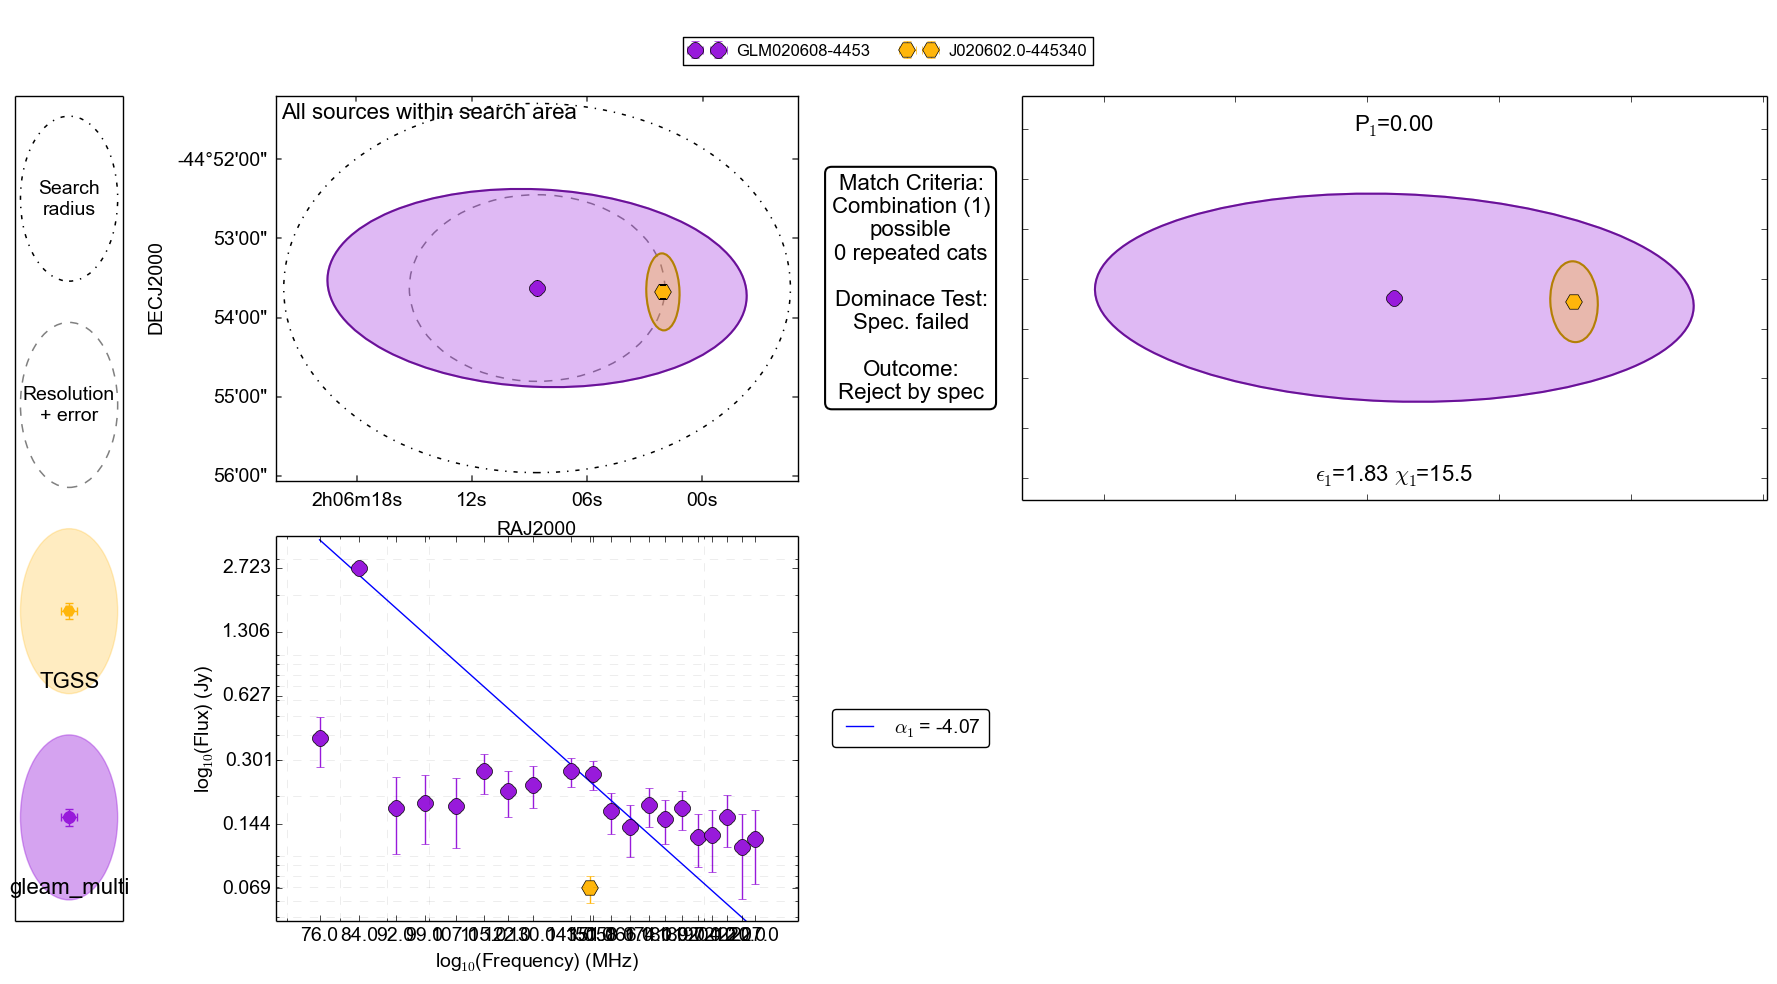 GLM020608-4453
J020602.0-445340
Search
radius
Resolution
+ error
TGSS
gleam_multi
All sources within search area
-44°52'00"
53'00"
54'00"
55'00"
56'00"
DECJ2000
2h06m18s
12s
06s
00s
RAJ2000
Match Criteria:
Combination (1)
possible
0 repeated cats
Dominace Test:
Spec. failed
Outcome:
Reject by spec
P₁=0.00
ϵ₁=1.83 χ₁=15.5
2.723
1.306
0.627
0.301
0.144
0.069
log₁₀(Flux) (Jy)
76.0
84.0
92.0
99.0
log₁₀(Frequency) (MHz)
α₁ = -4.07